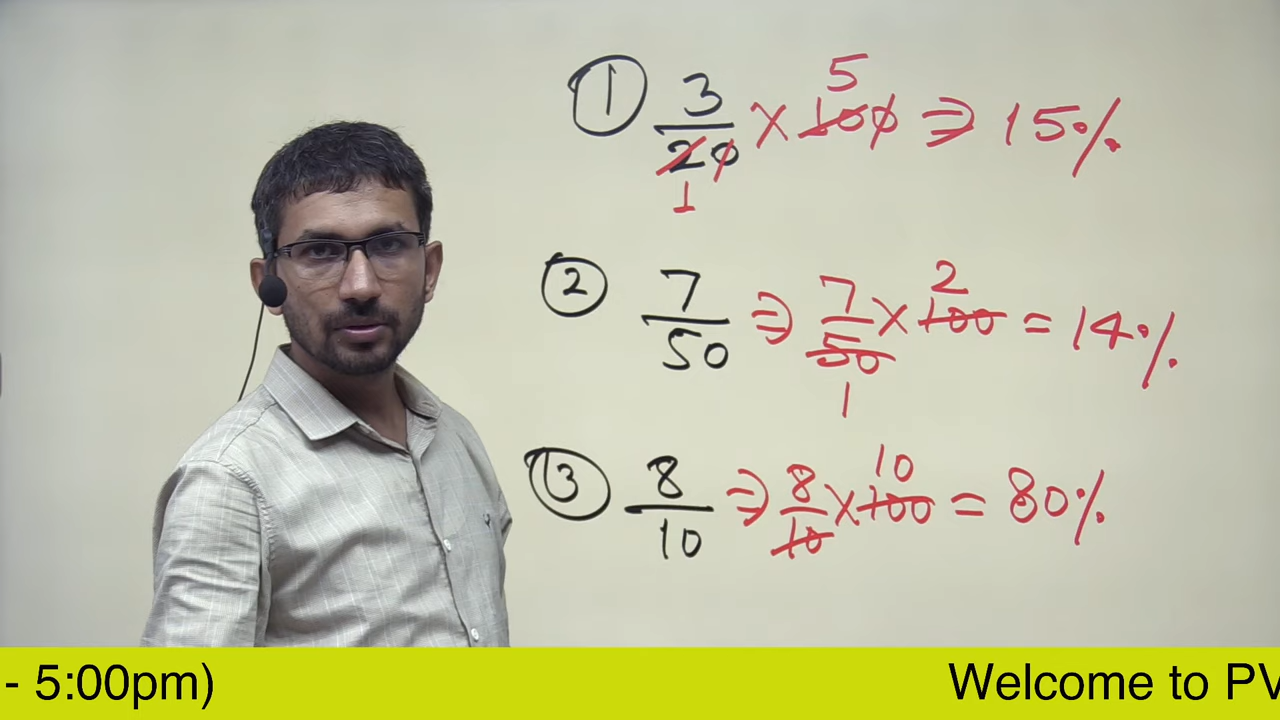 ① 3/20 × 100 ⇒ 15%
5
1
② 7/50 ⇒ 7/50 × 100 = 14%
2
1
③ 8/10 ⇒ 8/10 × 100 = 80%
10
- 5:00pm) Welcome to PV